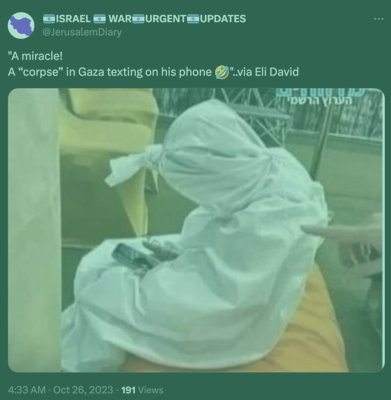 🇮🇱ISRAEL 🇮🇱 WAR🇮🇱URGENT🇮🇱UPDATES
@JerusalemDiary
"A miracle!
A “corpse” in Gaza texting on his phone 🤣"..via Eli David
הערוץ הרשמי
4:33 AM · Oct 26, 2023 · 191 Views